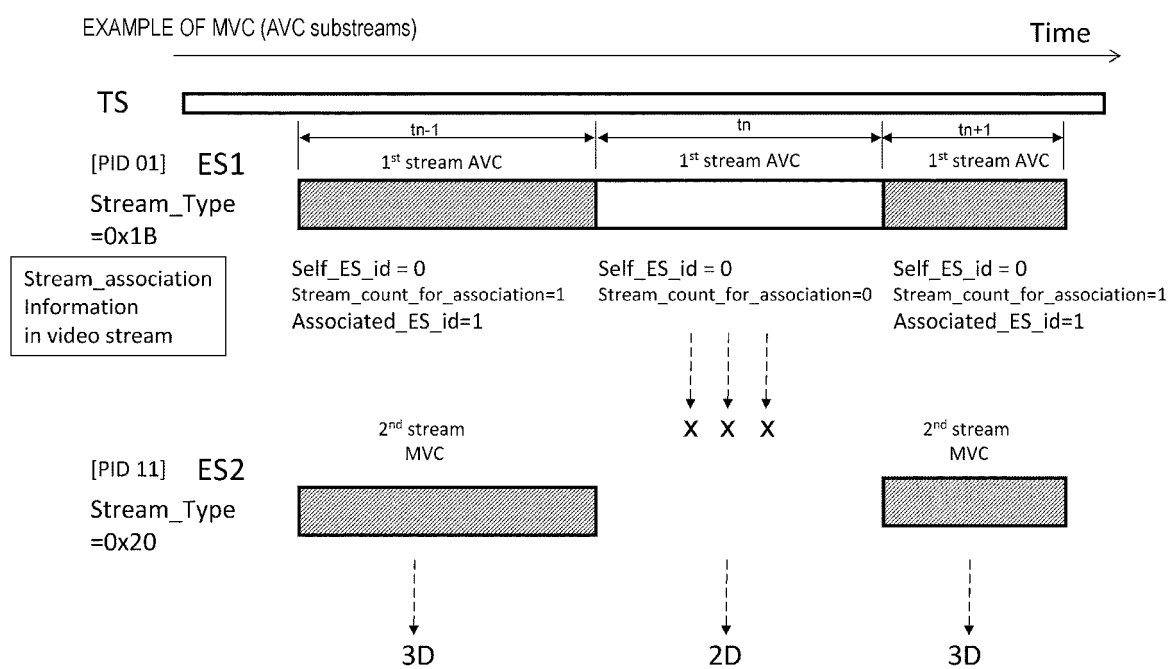 EXAMPLE OF MVC (AVC substreams)
Time
TS
tn-1
tn
tn+1
[PID 01] ES1
1st stream AVC
1st stream AVC
1st stream AVC
Stream_Type
=0x1B
Stream_association
Information
in video stream
Self_ES_id = 0
Stream_count_for_association=1
Associated_ES_id=1
Self_ES_id = 0
Stream_count_for_association=0
Self_ES_id = 0
Stream_count_for_association=1
Associated_ES_id=1
X X X
2nd stream
MVC
2nd stream
MVC
[PID 11] ES2
Stream_Type
=0x20
3D
2D
3D